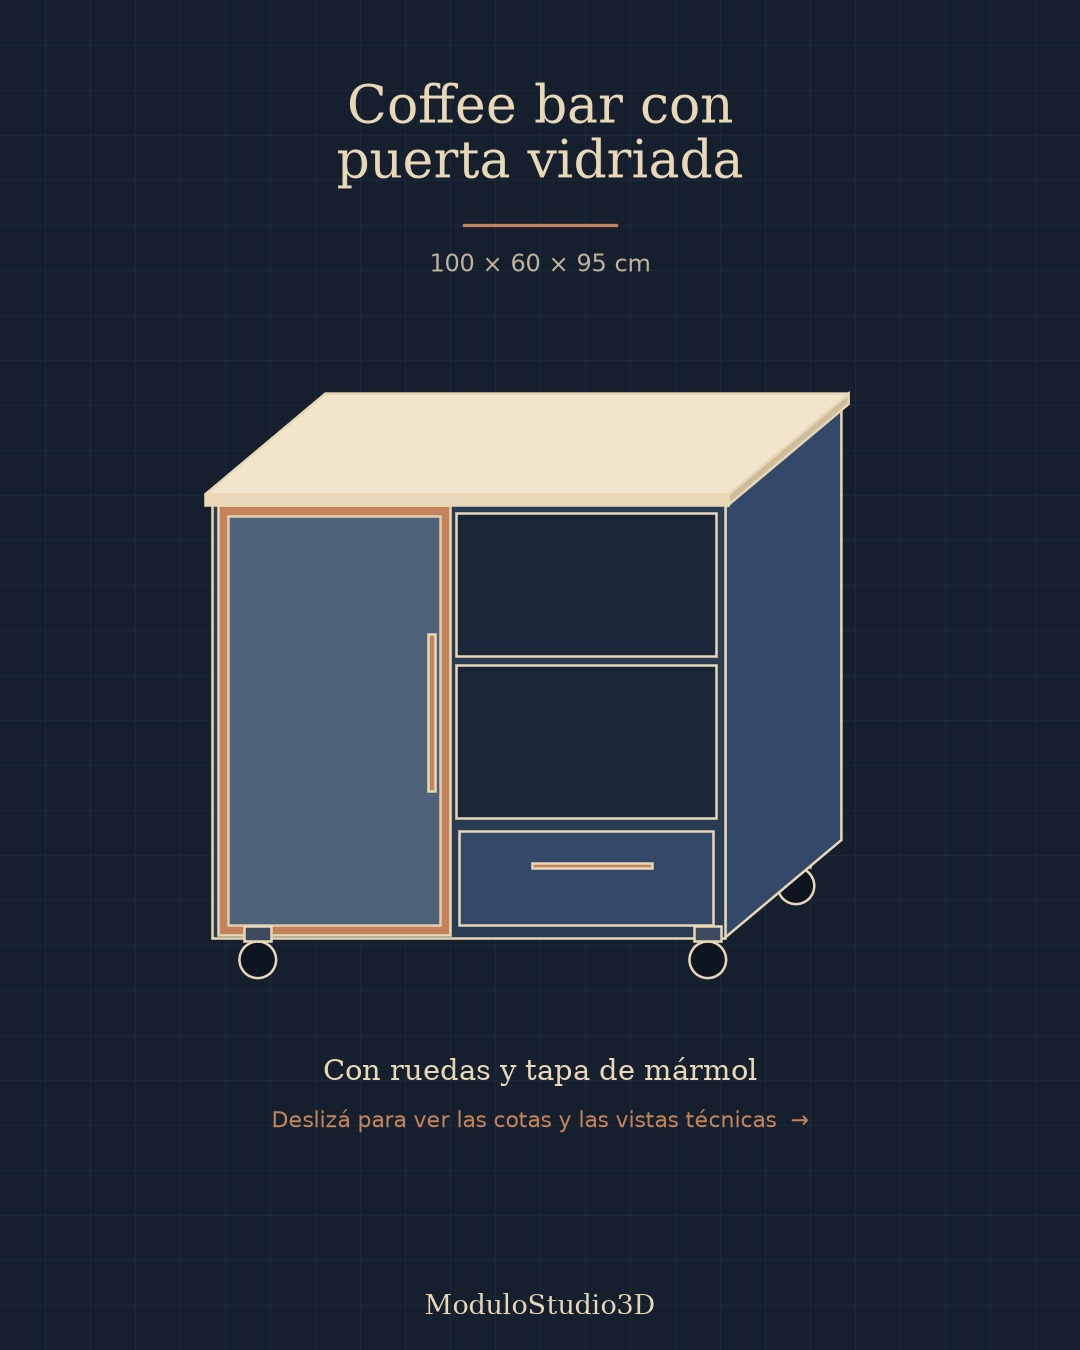 Coffee bar con
puerta vidriada
100 × 60 × 95 cm
Con ruedas y tapa de mármol
Deslizá para ver las cotas y las vistas técnicas →
ModuloStudio3D